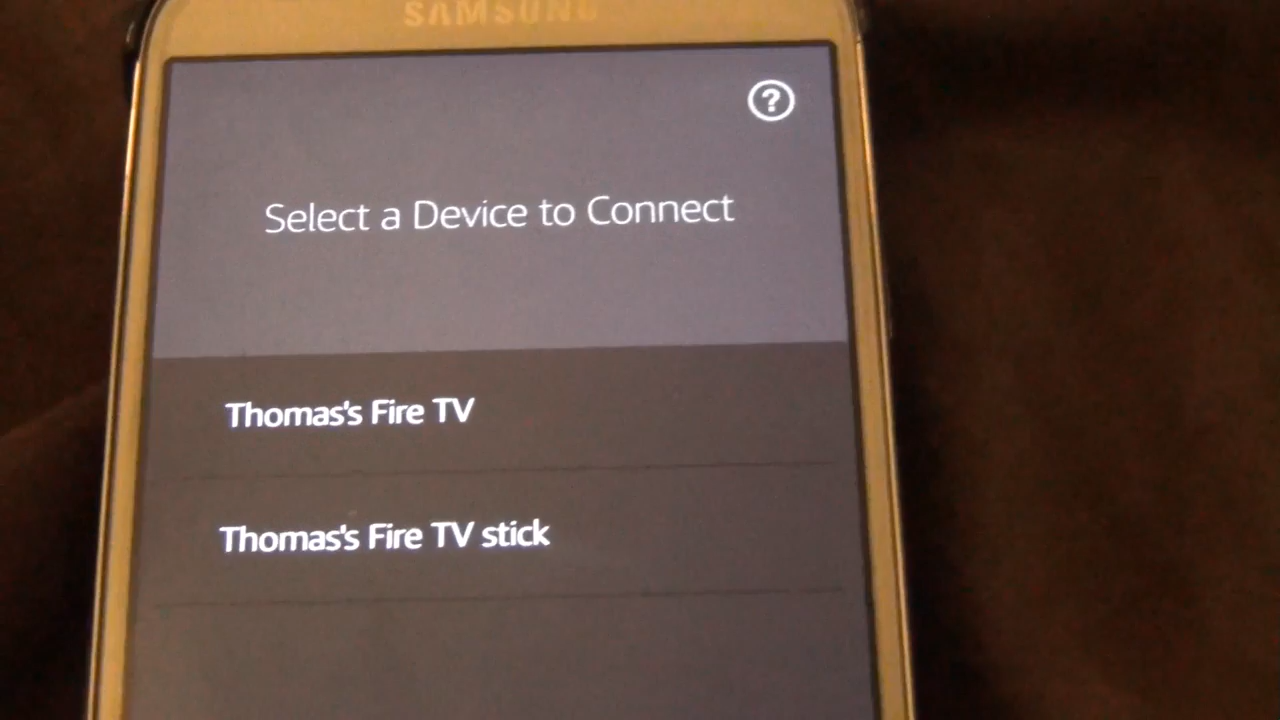 SAMSUNG
?
Select a Device to Connect
Thomas's Fire TV
Thomas's Fire TV stick